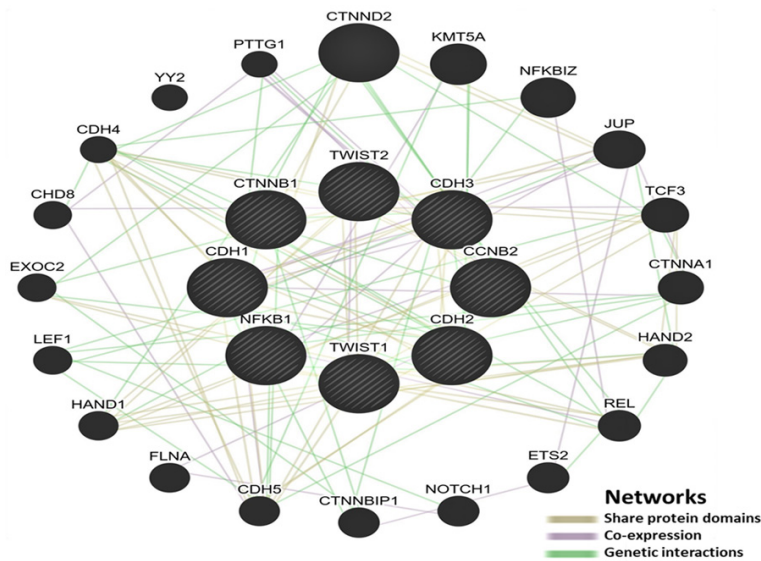 CTNND2
KMT5A
PTTG1
NFKBIZ
YY2
JUP
CDH4
TWIST2
CTNNB1
CDH3
TCF3
CHD8
CDH1
CCNB2
EXOC2
CTNNA1
NFKB1
CDH2
LEF1
TWIST1
HAND2
HAND1
REL
FLNA
ETS2
CDH5
CTNNBIP1
NOTCH1
Networks
Share protein domains
Co-expression
Genetic interactions